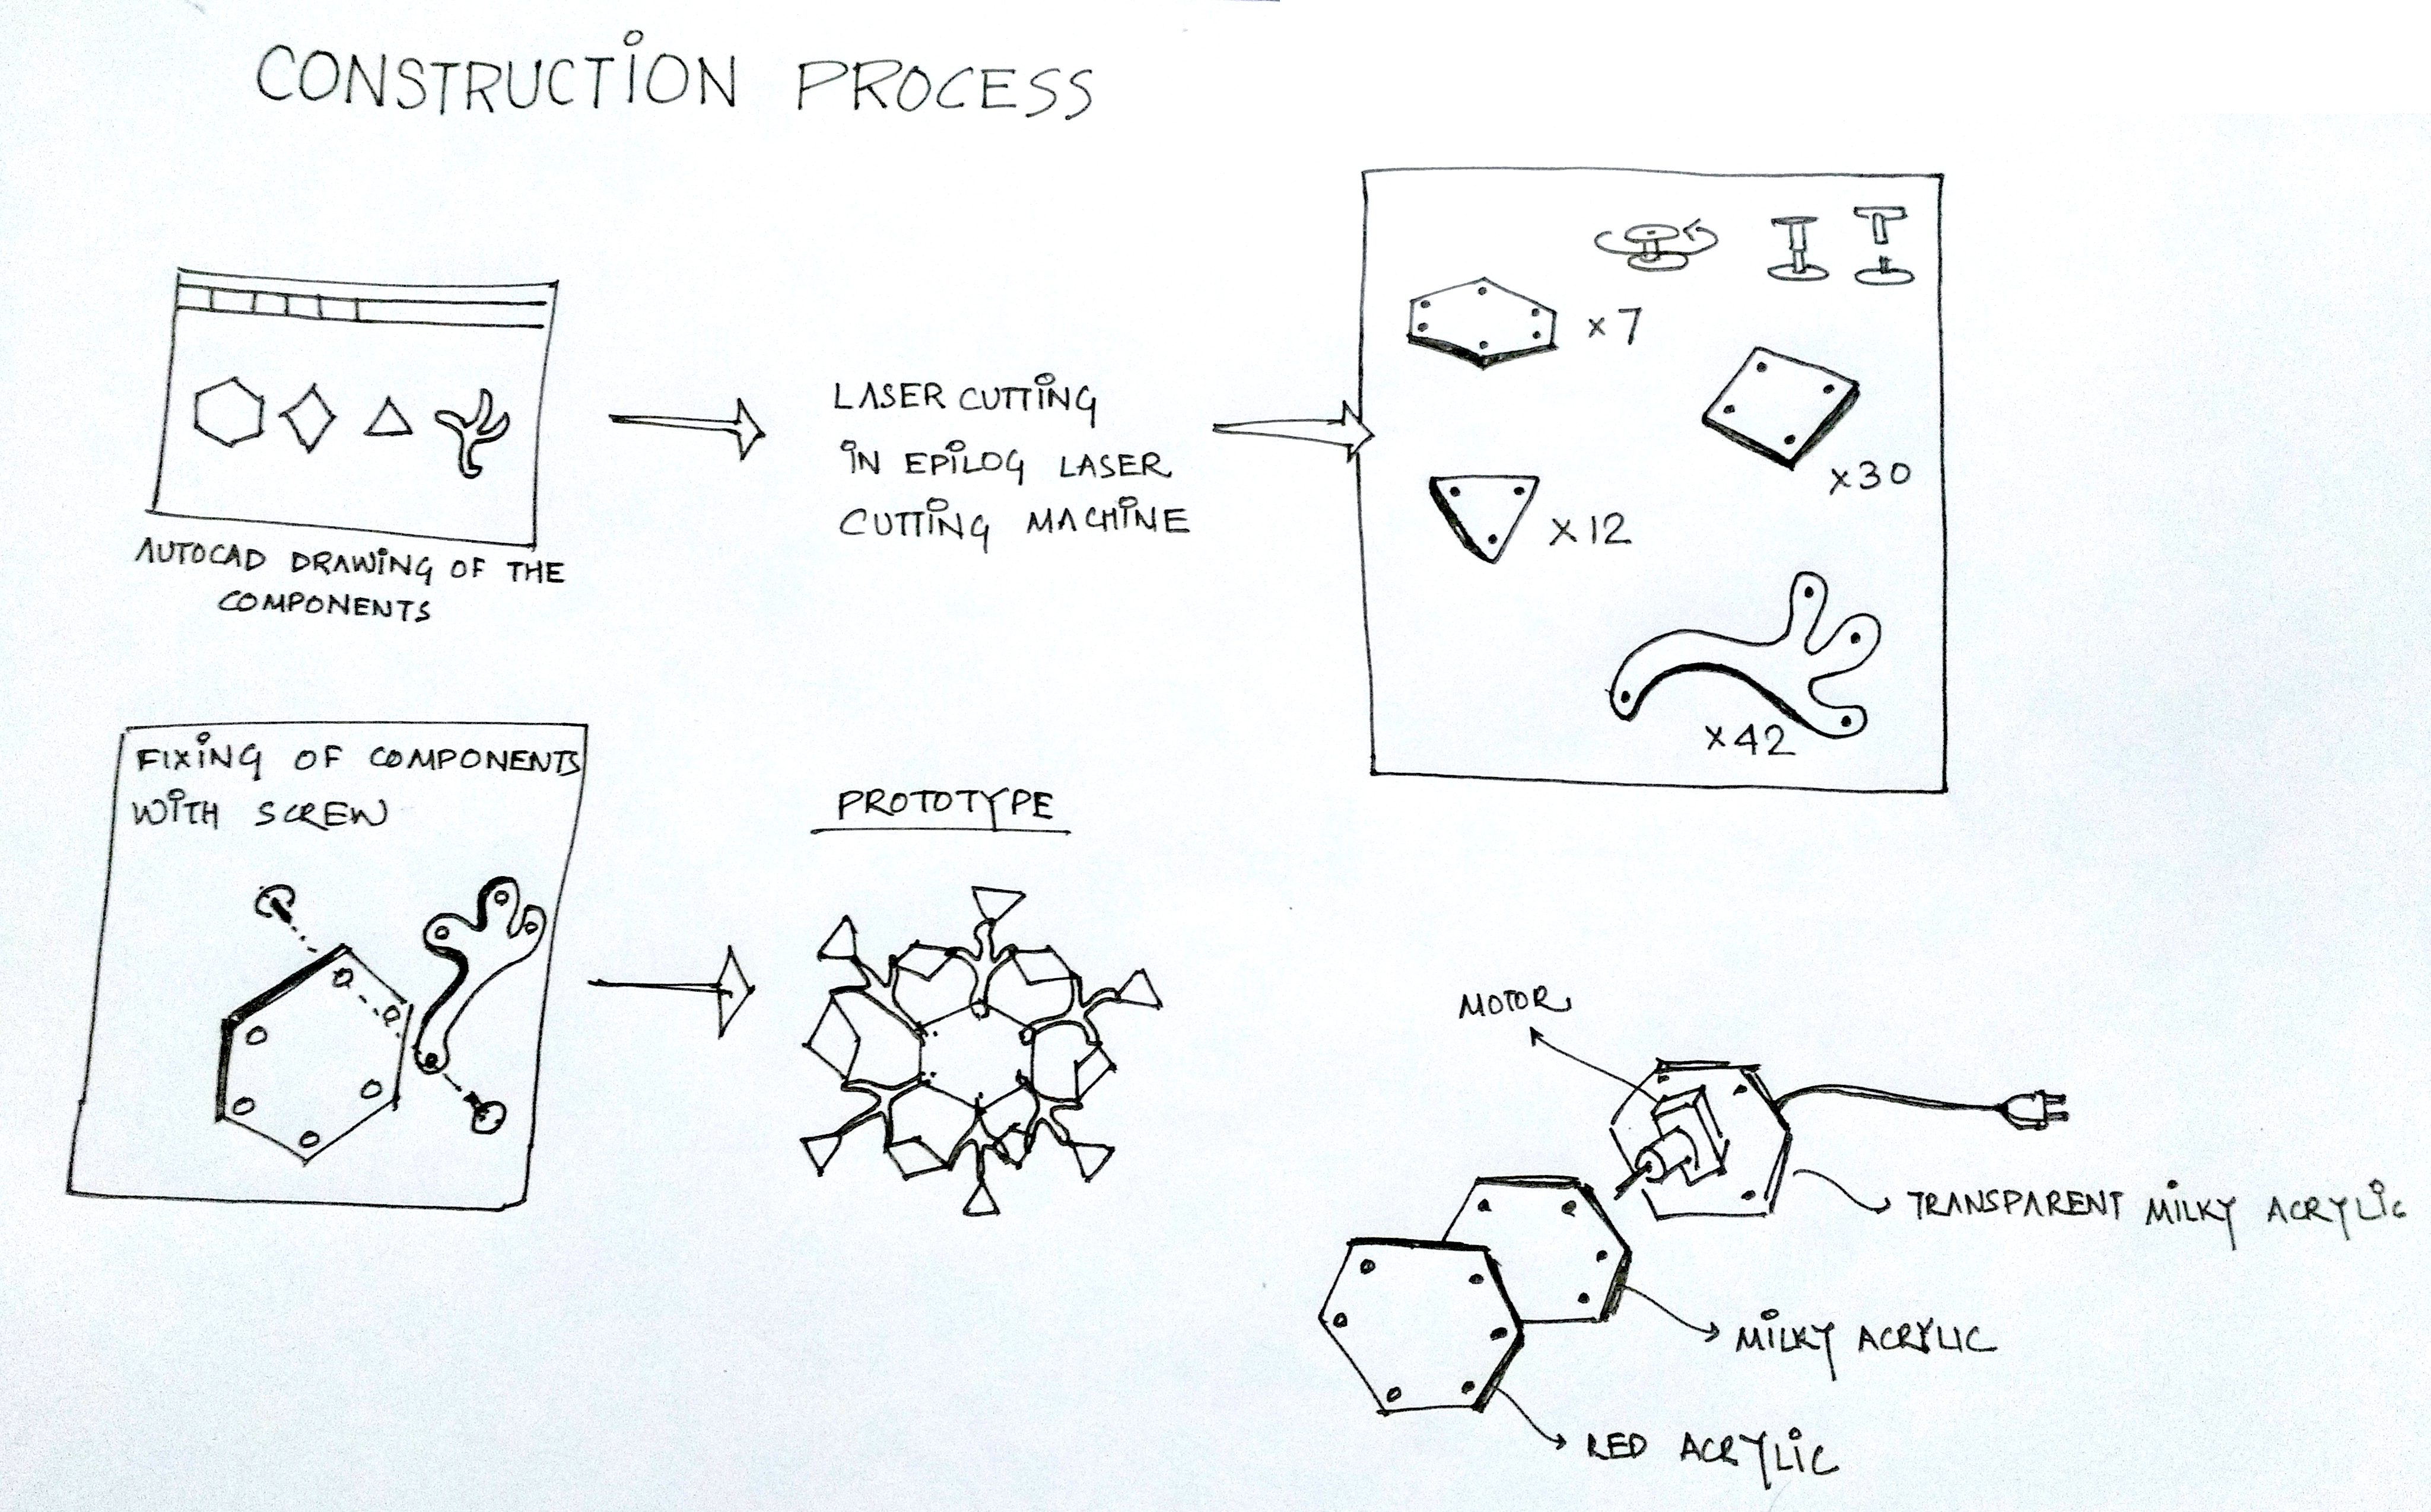 CONSTRUCTION PROCESS
AUTOCAD DRAWING OF THE
COMPONENTS
LASER CUTTING
IN EPILOG LASER
CUTTING MACHINE
x7
x30
x12
x42
FIXING OF COMPONENTS
WITH SCREW
PROTOTYPE
MOTOR
TRANSPARENT MILKY ACRYLIC
MILKY ACRYLIC
RED ACRYLIC